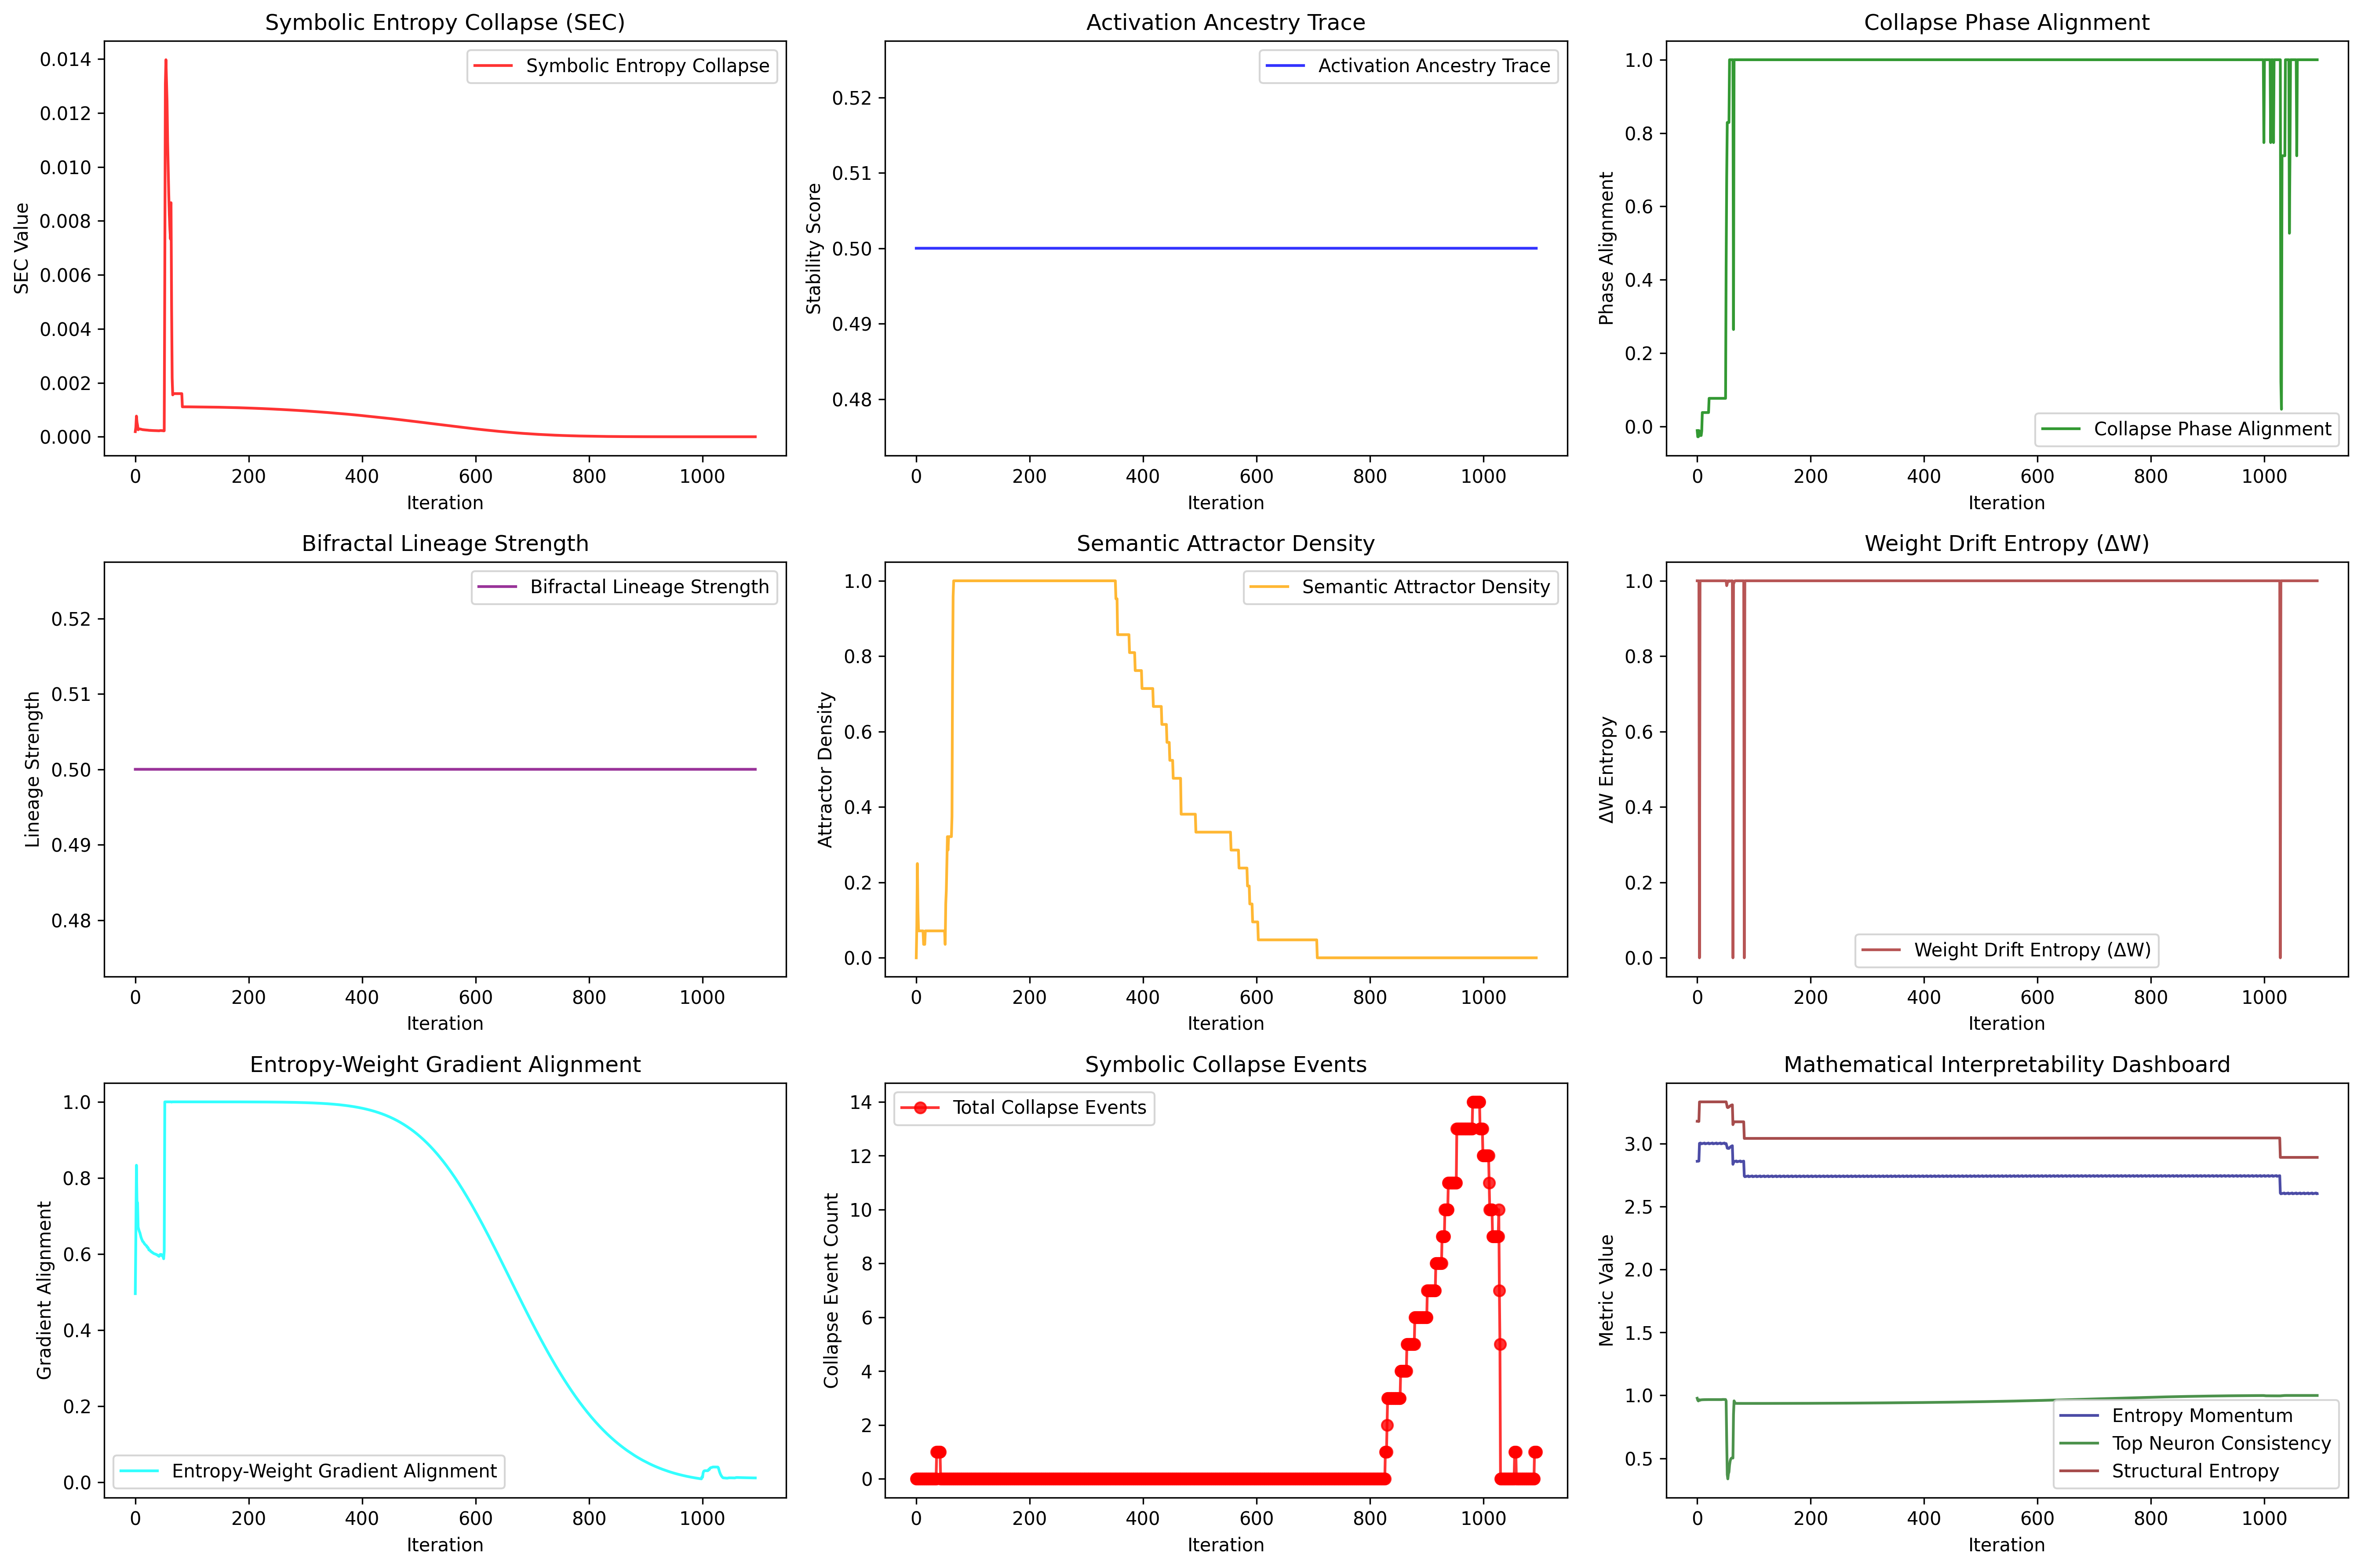 Symbolic Entropy Collapse (SEC)
Symbolic Entropy Collapse
SEC Value
0.014
0.012
0.010
0.008
0.006
0.004
0.002
0.000
0 200 400 600 800 1000
Iteration
Activation Ancestry Trace
Activation Ancestry Trace
Stability Score
0.52
0.51
0.50
0.49
0.48
0 200 400 600 800 1000
Iteration
Collapse Phase Alignment
Phase Alignment
1.0
0.8
0.6
0.4
0.2
0.0
Collapse Phase Alignment
0 200 400 600 800 1000
Iteration
Bifractal Lineage Strength
Bifractal Lineage Strength
Lineage Strength
0.52
0.51
0.50
0.49
0.48
0 200 400 600 800 1000
Iteration
Semantic Attractor Density
Semantic Attractor Density
Attractor Density
1.0
0.8
0.6
0.4
0.2
0.0
0 200 400 600 800 1000
Iteration
Weight Drift Entropy (ΔW)
ΔW Entropy
1.0
0.8
0.6
0.4
0.2
0.0
Weight Drift Entropy (ΔW)
0 200 400 600 800 1000
Iteration
Entropy-Weight Gradient Alignment
Gradient Alignment
1.0
0.8
0.6
0.4
0.2
0.0
Entropy-Weight Gradient Alignment
0 200 400 600 800 1000
Iteration
Symbolic Collapse Events
Total Collapse Events
Collapse Event Count
14
12
10
8
6
4
2
0
0 200 400 600 800 1000
Iteration
Mathematical Interpretability Dashboard
Metric Value
3.0
2.5
2.0
1.5
1.0
0.5
Entropy Momentum
Top Neuron Consistency
Structural Entropy
0 200 400 600 800 1000
Iteration